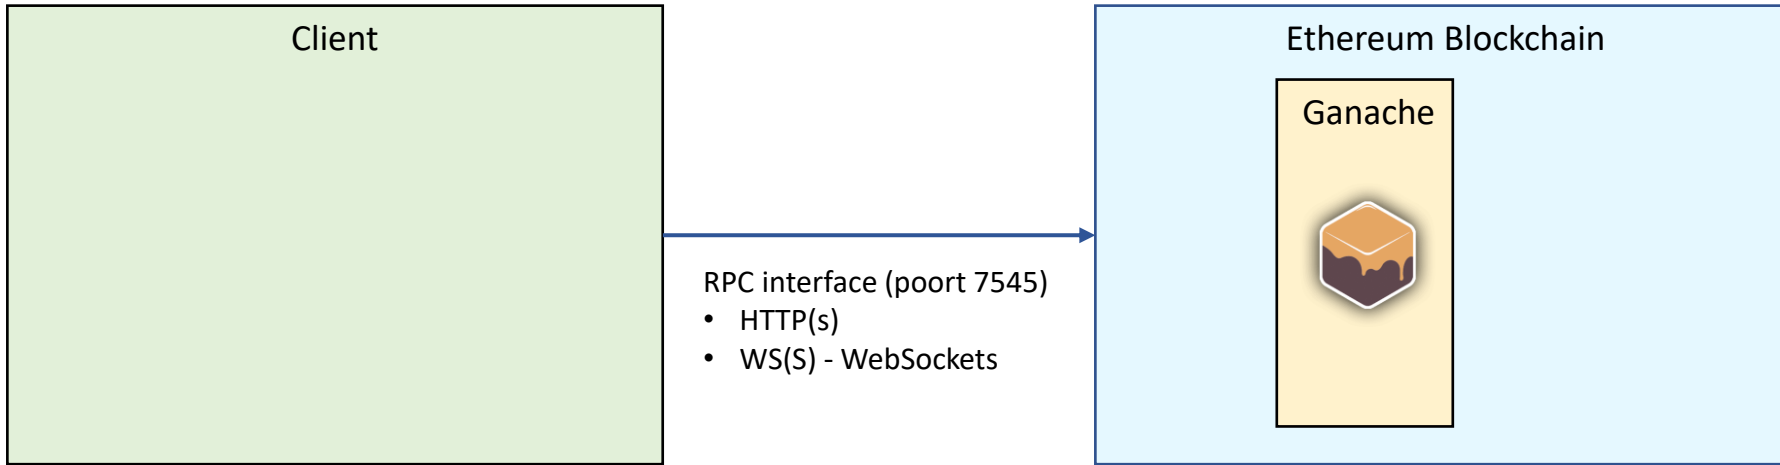 Client
Ethereum Blockchain
Ganache
RPC interface (poort 7545)
• HTTP(s)
• WS(S) - WebSockets